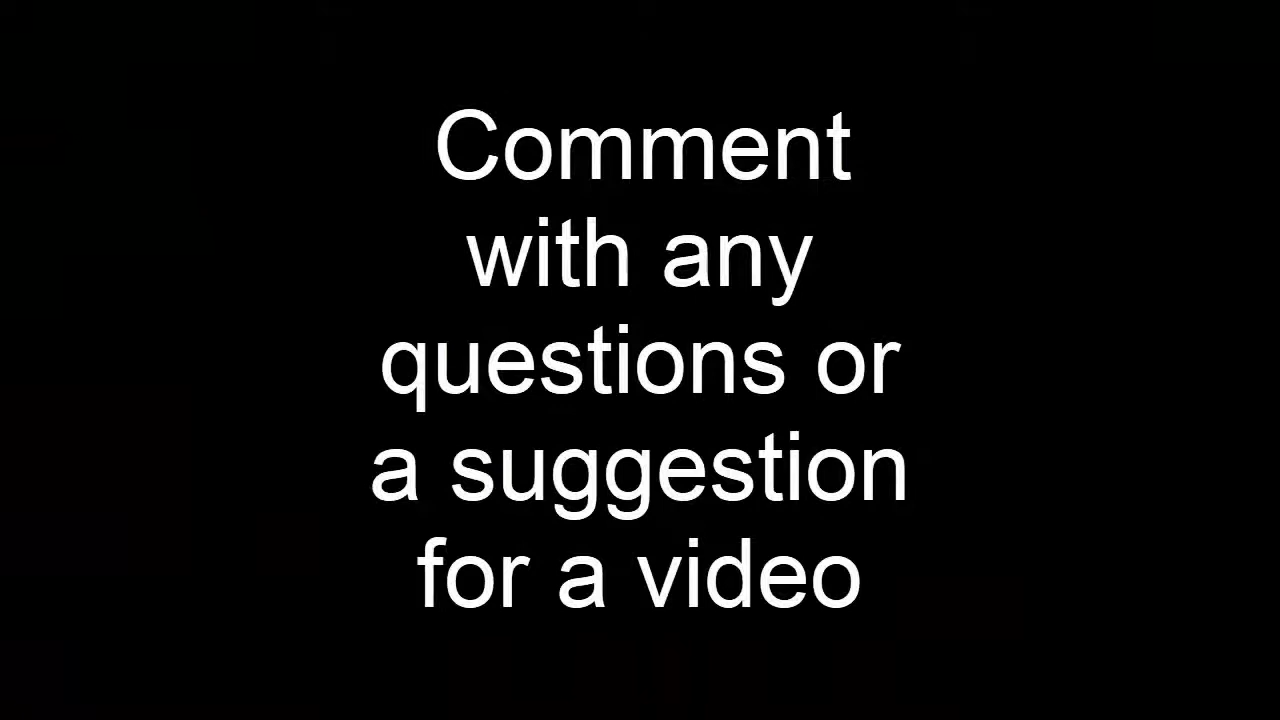 Comment
with any
questions or
a suggestion
for a video